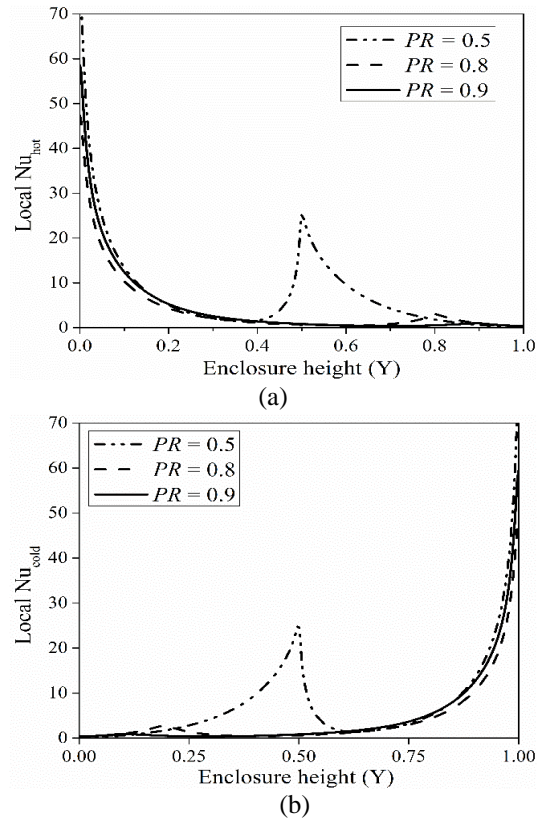 70
60
50
40
30
20
10
0
Local Nu_hot
PR = 0.5
PR = 0.8
PR = 0.9
0.0 0.2 0.4 0.6 0.8 1.0
Enclosure height (Y)
(a)
70
60
50
40
30
20
10
0
Local Nu_cold
PR = 0.5
PR = 0.8
PR = 0.9
0.00 0.25 0.50 0.75 1.00
Enclosure height (Y)
(b)